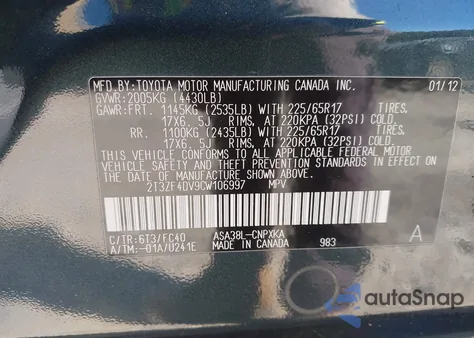 MFD.BY: TOYOTA MOTOR MANUFACTURING CANADA INC. 01/12
GVWR: 2005KG (4430LB)
GAWR: FRT. 1145KG (2535LB) WITH 225/65R17 TIRES,
17X6.5J RIMS, AT 220KPA (32PSI) COLD.
RR. 1100KG (2435LB) WITH 225/65R17 TIRES,
17X6.5J RIMS, AT 220KPA (32PSI) COLD.
THIS VEHICLE CONFORMS TO ALL APPLICABLE FEDERAL MOTOR
VEHICLE SAFETY, BUMPER, AND THEFT PREVENTION STANDARDS
IN EFFECT ON THE DATE OF MANUFACTURE SHOWN ABOVE.
2T3ZF4DV9CW106997 MPV
C/TR: 6T3/FC40 ASA38L-CNPXKA
A/TM: -01A/U241E MADE IN CANADA 983 A
autoSnap